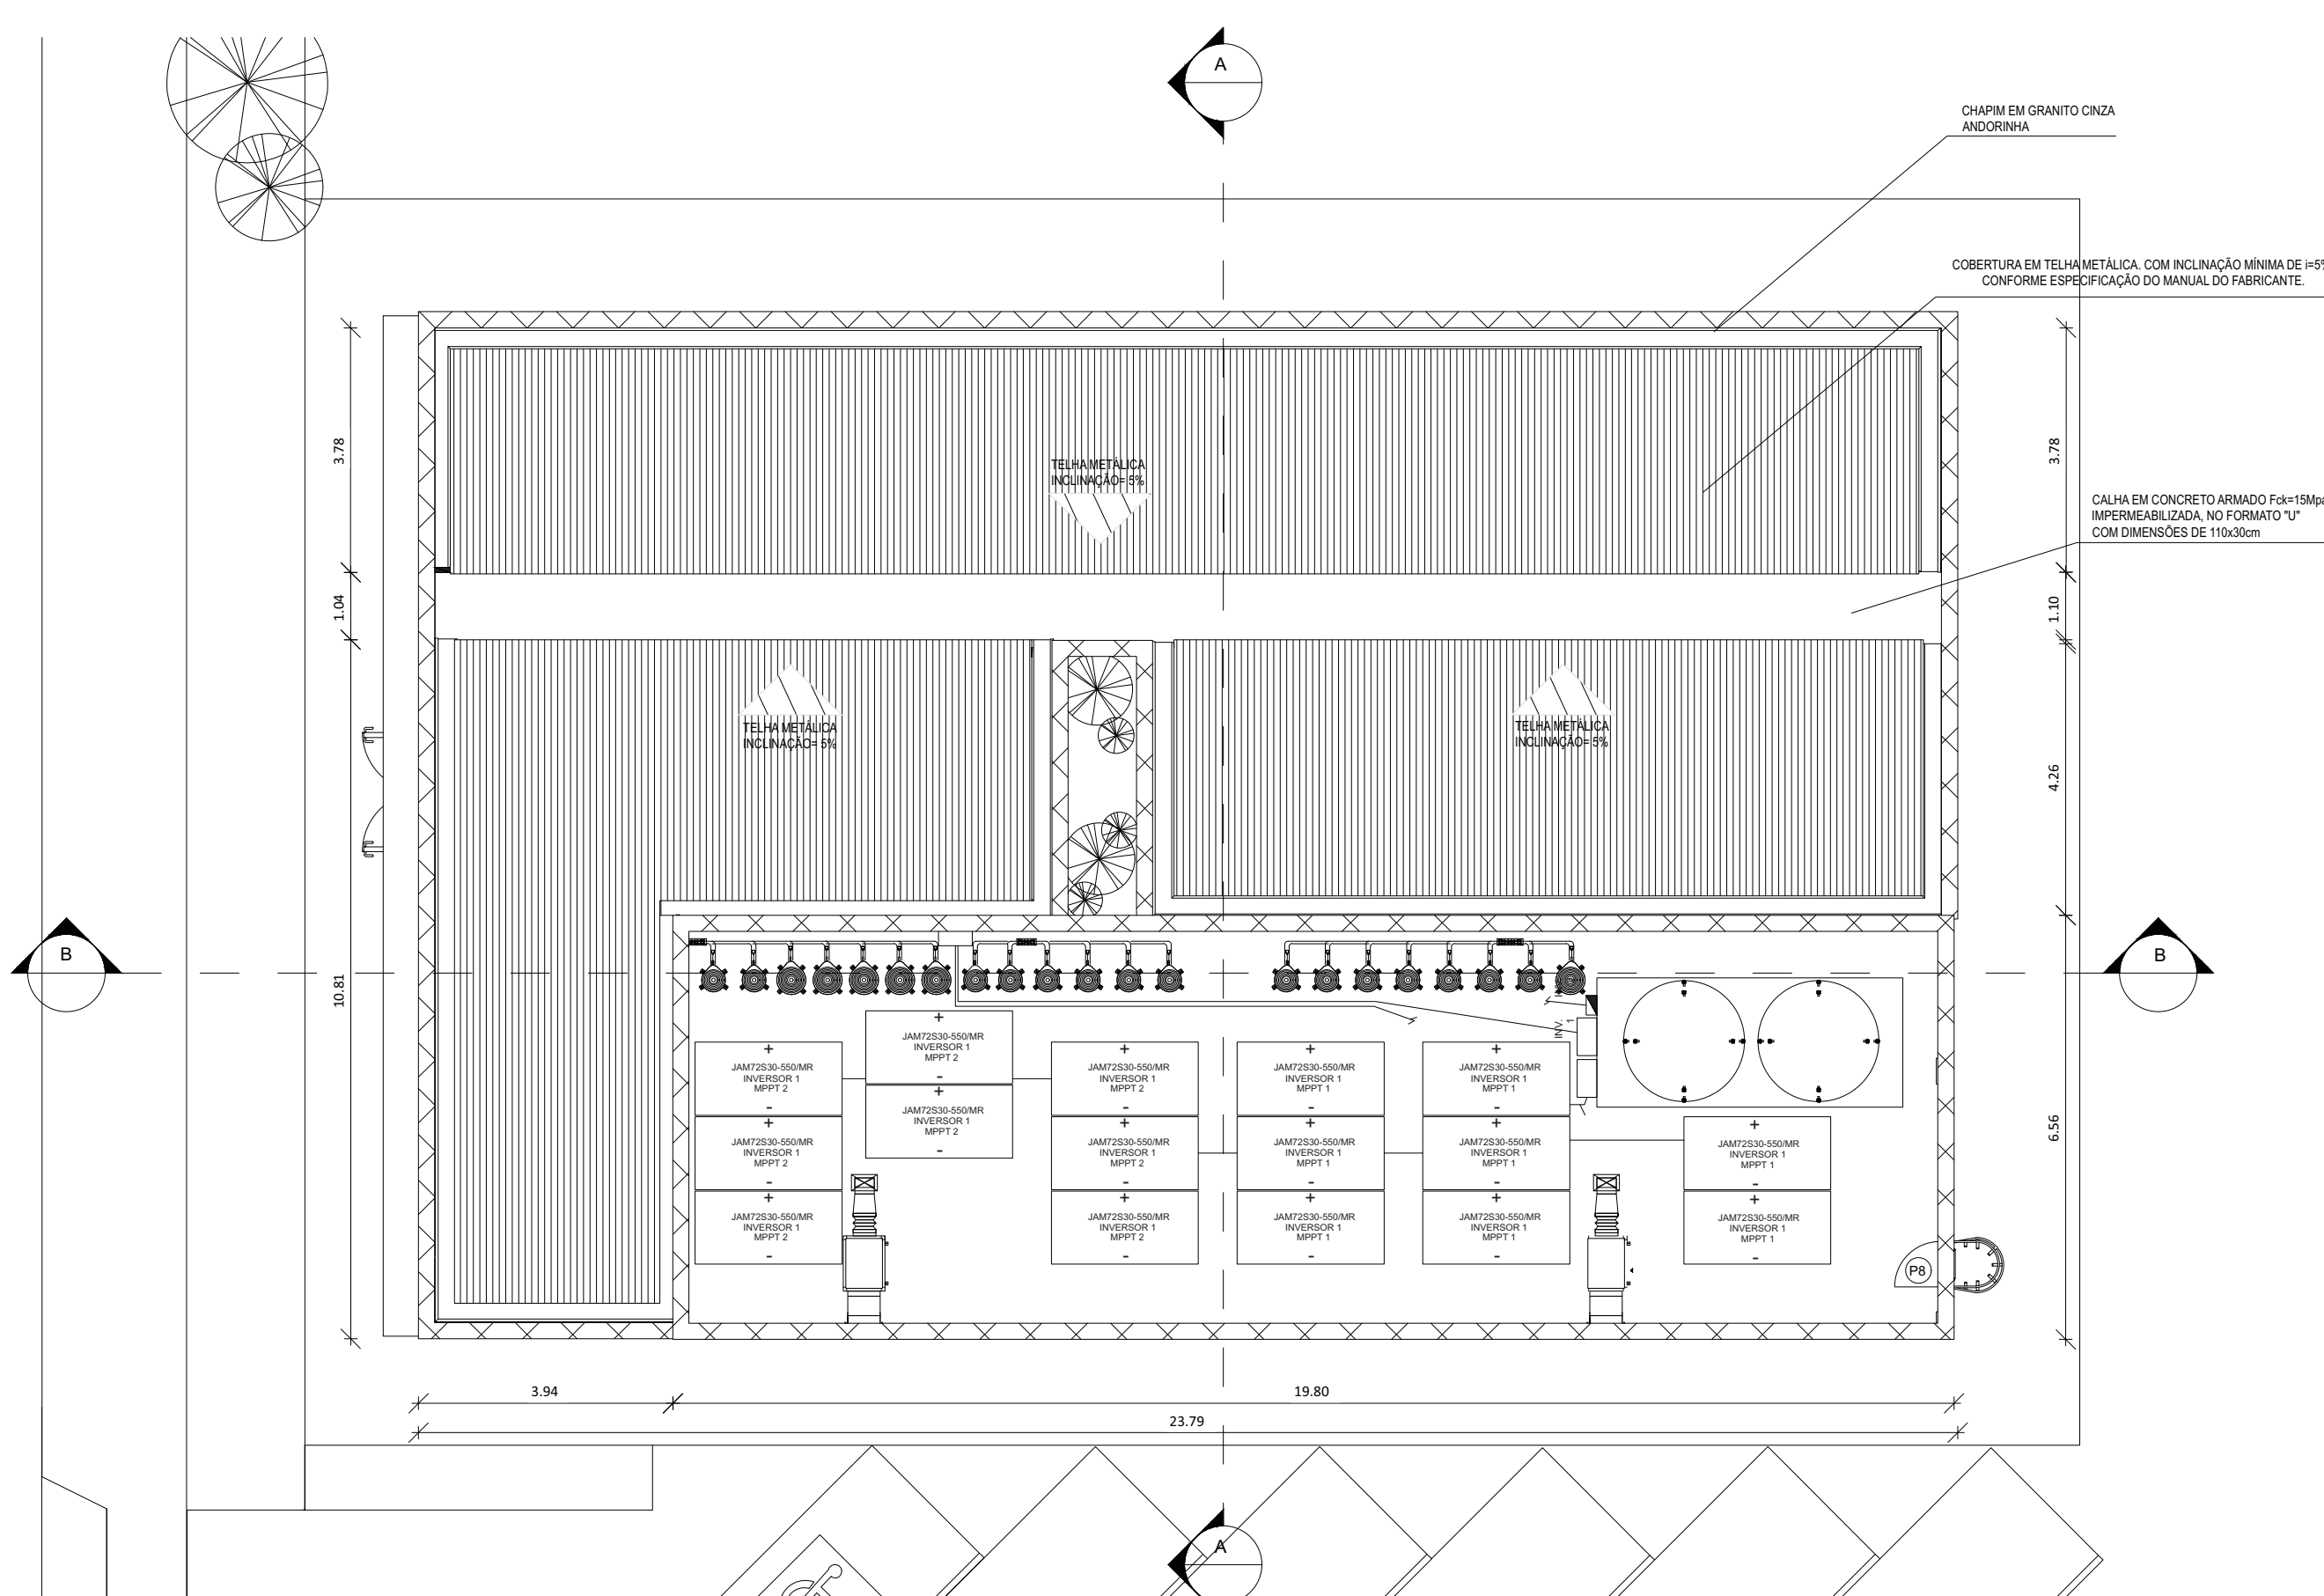 A
CHAPIM EM GRANITO CINZA
ANDORINHA
COBERTURA EM TELHA METÁLICA. COM INCLINAÇÃO MÍNIMA DE i=5%
CONFORME ESPECIFICAÇÃO DO MANUAL DO FABRICANTE.
3.78
3.78
TELHA METÁLICA
INCLINAÇÃO= 5%
CALHA EM CONCRETO ARMADO Fck=15Mpa
IMPERMEABILIZADA, NO FORMATO "U"
COM DIMENSÕES DE 110x30cm
1.04
1.10
TELHA METÁLICA
INCLINAÇÃO= 5%
TELHA METÁLICA
INCLINAÇÃO= 5%
4.26
B
B
10.81
INV.
1
+
JAM72S30-550/MR
INVERSOR 1
MPPT 2
-
+
JAM72S30-550/MR
INVERSOR 1
MPPT 2
-
+
JAM72S30-550/MR
INVERSOR 1
MPPT 2
-
+
JAM72S30-550/MR
INVERSOR 1
MPPT 2
-
+
JAM72S30-550/MR
INVERSOR 1
MPPT 2
-
+
JAM72S30-550/MR
INVERSOR 1
MPPT 2
-
+
JAM72S30-550/MR
INVERSOR 1
MPPT 2
-
+
JAM72S30-550/MR
INVERSOR 1
MPPT 2
-
+
JAM72S30-550/MR
INVERSOR 1
MPPT 1
-
+
JAM72S30-550/MR
INVERSOR 1
MPPT 1
-
+
JAM72S30-550/MR
INVERSOR 1
MPPT 1
-
+
JAM72S30-550/MR
INVERSOR 1
MPPT 1
-
+
JAM72S30-550/MR
INVERSOR 1
MPPT 1
-
+
JAM72S30-550/MR
INVERSOR 1
MPPT 1
-
+
JAM72S30-550/MR
INVERSOR 1
MPPT 1
-
+
JAM72S30-550/MR
INVERSOR 1
MPPT 1
-
6.56
P8
3.94
19.80
23.79
A